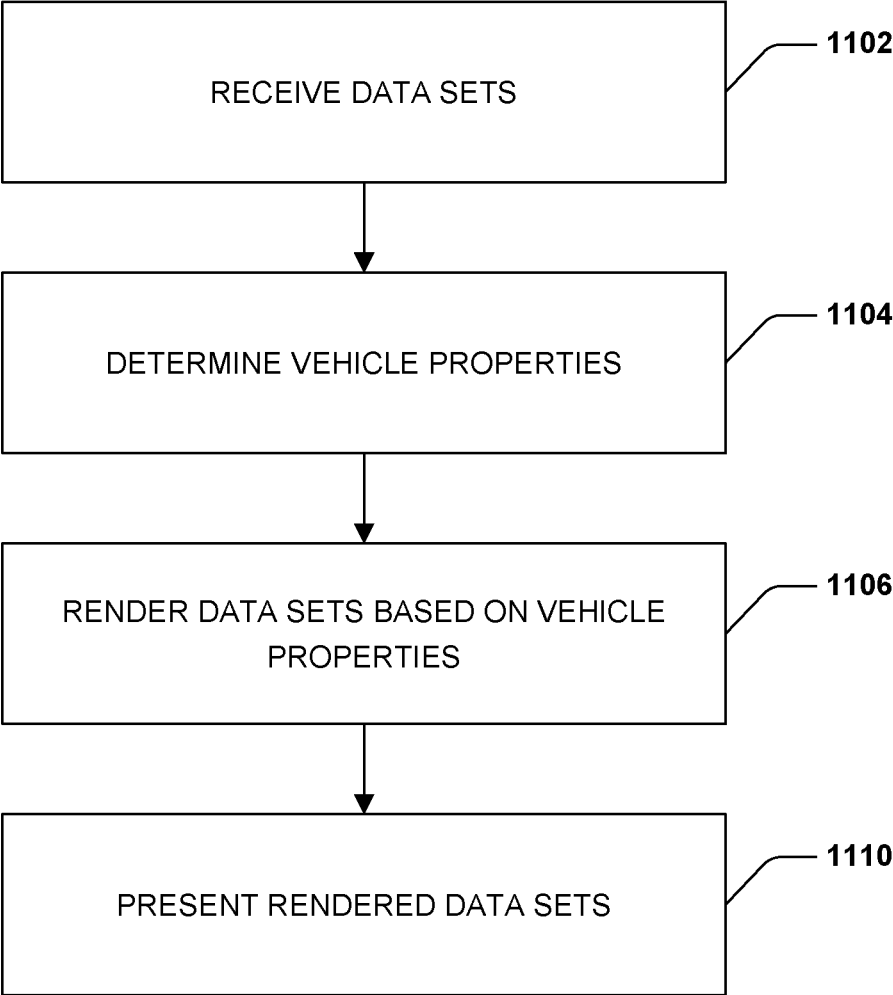 1102
RECEIVE DATA SETS
1104
DETERMINE VEHICLE PROPERTIES
1106
RENDER DATA SETS BASED ON VEHICLE
PROPERTIES
1110
PRESENT RENDERED DATA SETS